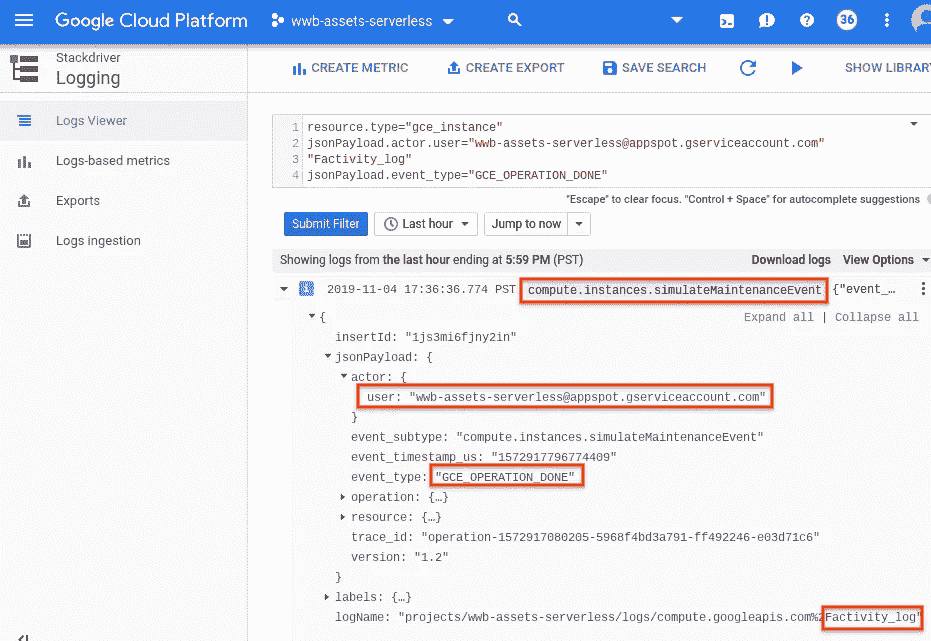 Google Cloud Platform wwb-assets-serverless 36
Stackdriver
Logging
CREATE METRIC CREATE EXPORT SAVE SEARCH SHOW LIBRAR
Logs Viewer
Logs-based metrics
Exports
Logs ingestion
1 resource.type="gce_instance"
2 jsonPayload.actor.user="wwb-assets-serverless@appspot.gserviceaccount.com"
3 "Factivity_log"
4 jsonPayload.event_type="GCE_OPERATION_DONE"
"Escape" to clear focus. "Control + Space" for autocomplete suggestions
Submit Filter Last hour Jump to now
Showing logs from the last hour ending at 5:59 PM (PST) Download logs View Options
2019-11-04 17:36:36.774 PST compute.instances.simulateMaintenanceEvent {"event_…
{ Expand all | Collapse all
insertId: "1js3mi6fjny2in"
jsonPayload: {
actor: {
user: "wwb-assets-serverless@appspot.gserviceaccount.com"
}
event_subtype: "compute.instances.simulateMaintenanceEvent"
event_timestamp_us: "1572917796774409"
event_type: "GCE_OPERATION_DONE"
operation: {…}
resource: {…}
trace_id: "operation-1572917080205-5968f4bd3a791-ff492246-e03d71c6"
version: "1.2"
}
labels: {…}
logName: "projects/wwb-assets-serverless/logs/compute.googleapis.com%2Factivity_log"